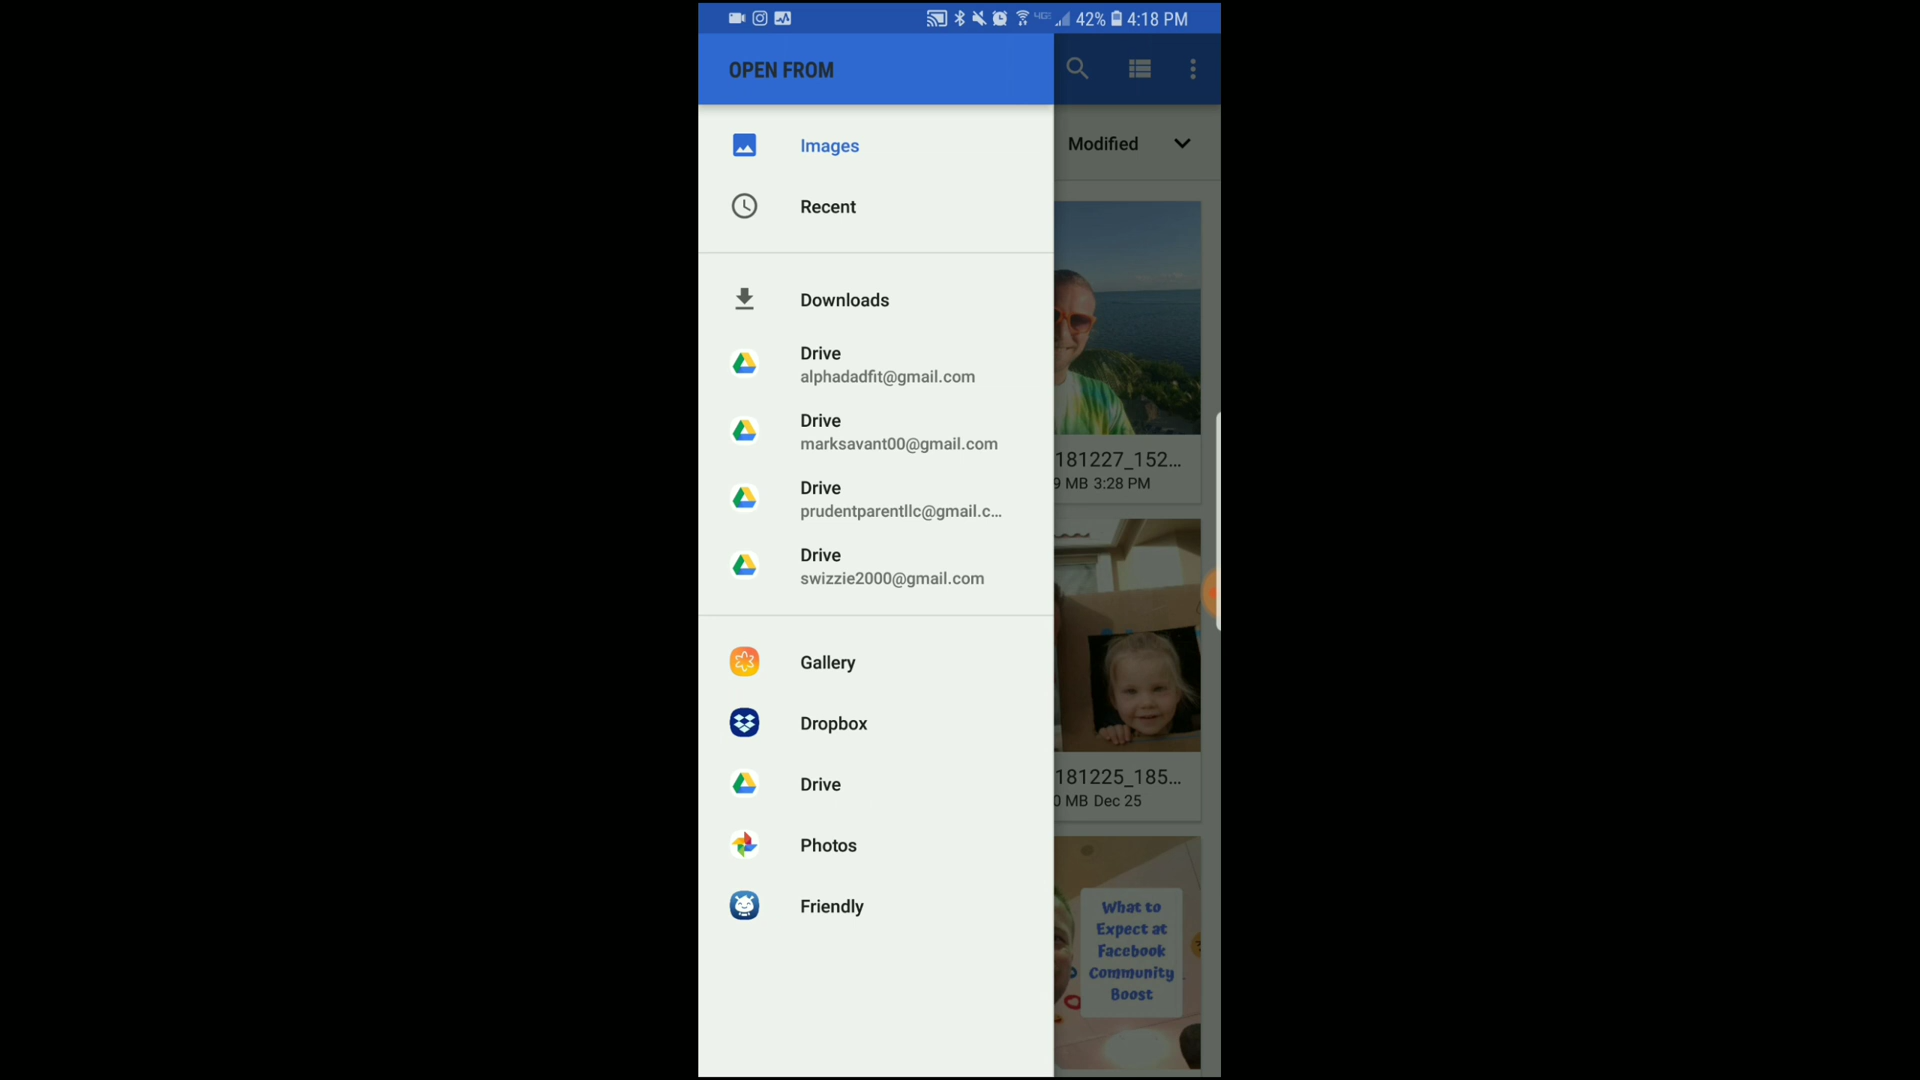 42% 4:18 PM
OPEN FROM
Images
Modified
Recent
Downloads
Drive
alphadadfit@gmail.com
Drive
marksavant00@gmail.com
181227_152...
9 MB 3:28 PM
Drive
prudentparentllc@gmail.c...
Drive
swizzie2000@gmail.com
Gallery
Dropbox
Drive
181225_185...
0 MB Dec 25
Photos
Friendly
What to
Expect at
Facebook
Community
Boost